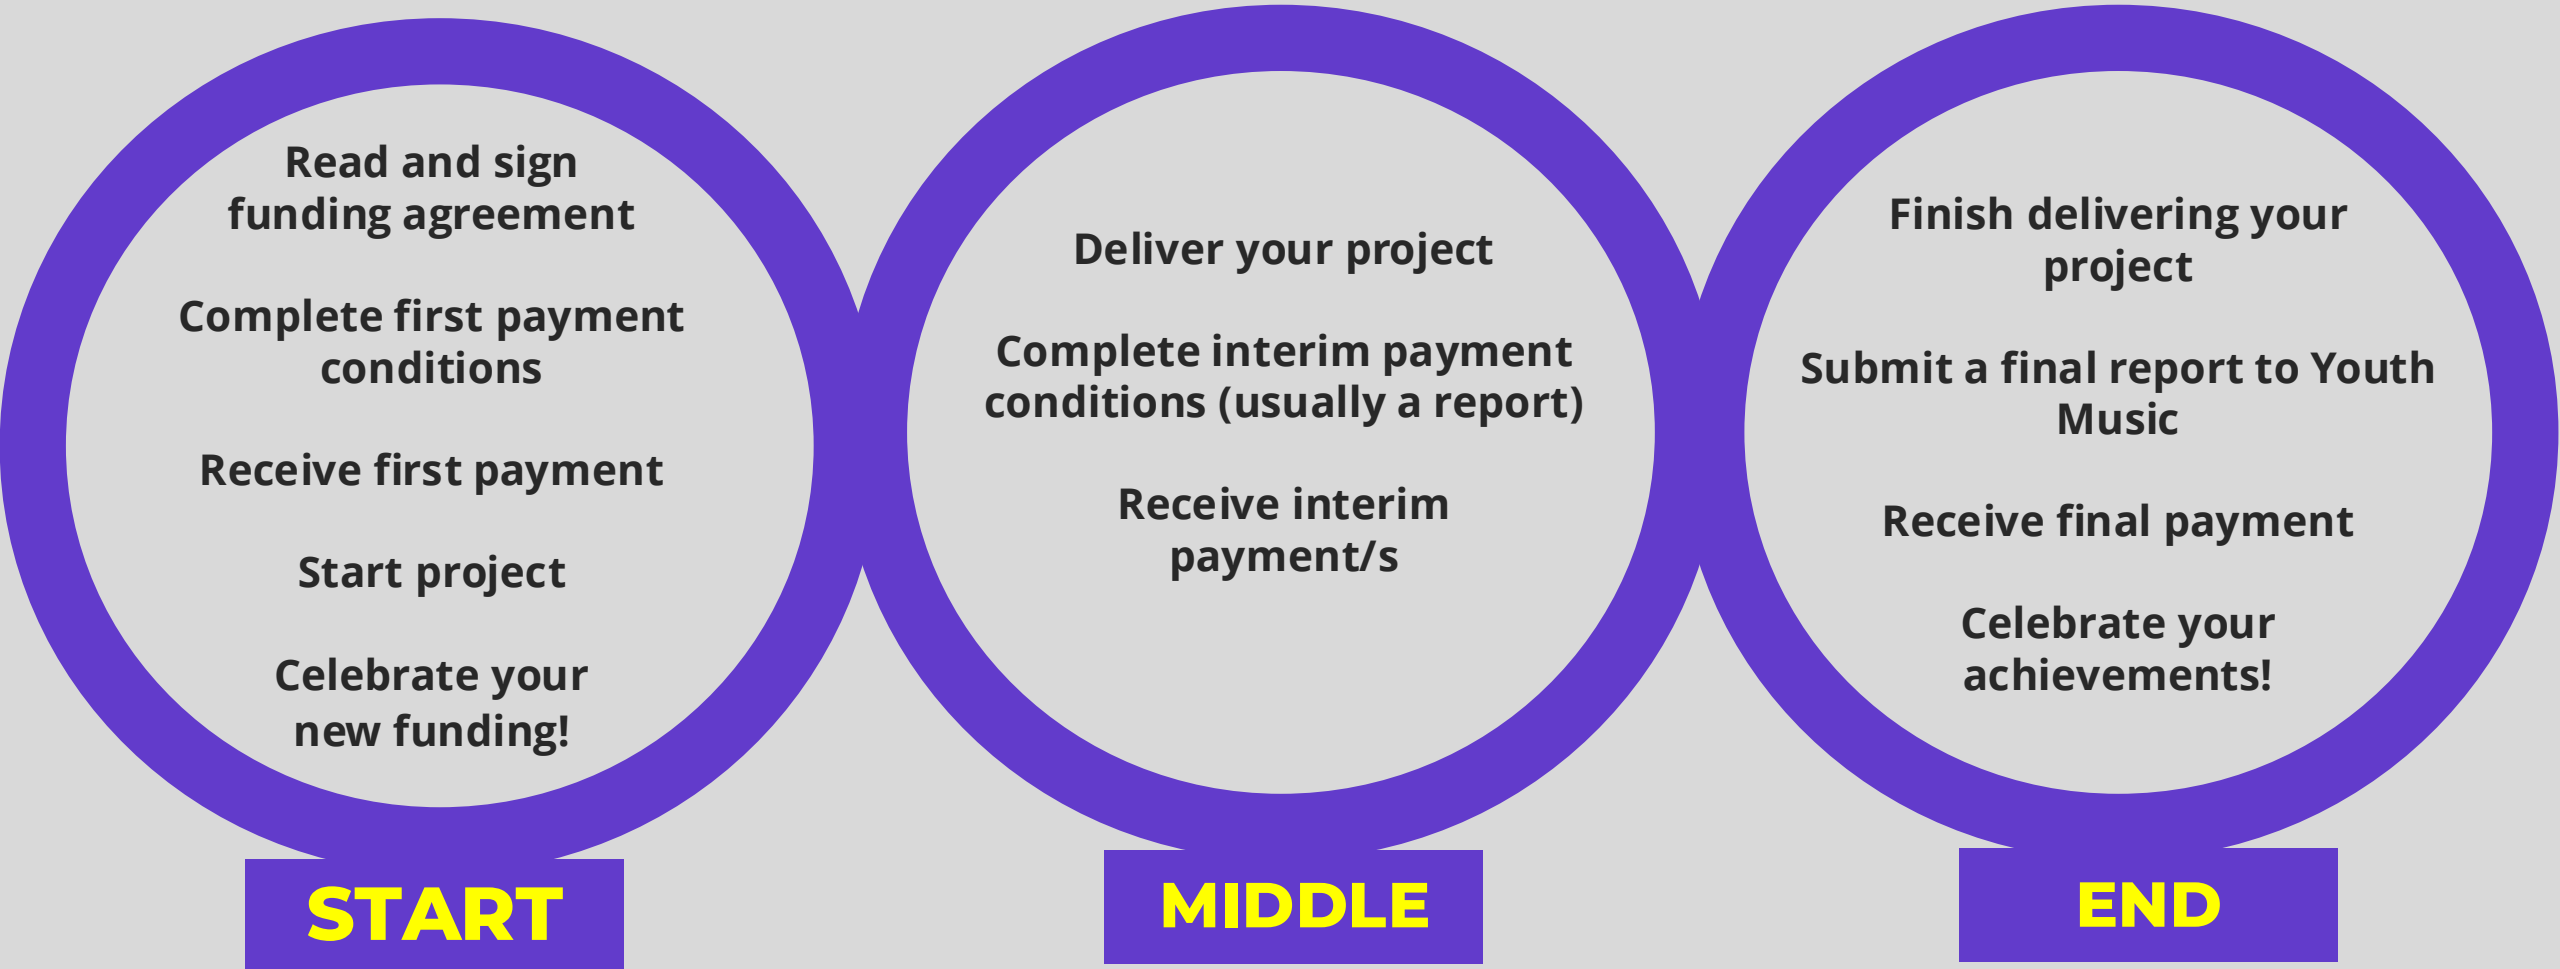 Read and sign
funding agreement
Complete first payment
conditions
Receive first payment
Start project
Celebrate your
new funding!
START
Deliver your project
Complete interim payment
conditions (usually a report)
Receive interim
payment/s
MIDDLE
Finish delivering your
project
Submit a final report to Youth
Music
Receive final payment
Celebrate your
achievements!
END